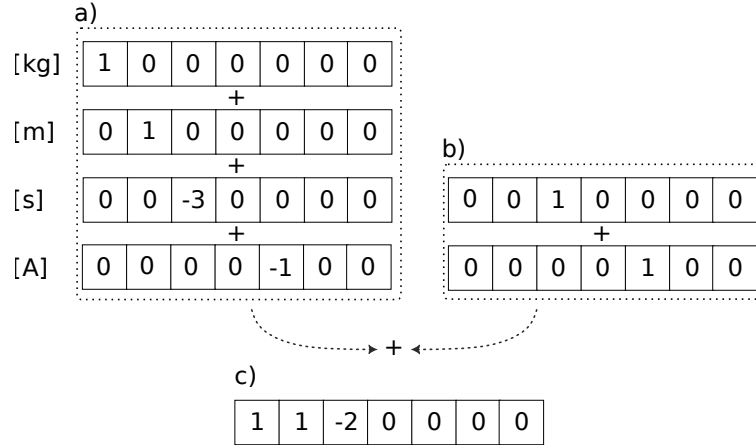 a)
[kg] 1 0 0 0 0 0 0
+
[m] 0 1 0 0 0 0 0
+
[s] 0 0 -3 0 0 0 0
+
[A] 0 0 0 0 -1 0 0
b)
0 0 1 0 0 0 0
+
0 0 0 0 1 0 0
+
c)
1 1 -2 0 0 0 0